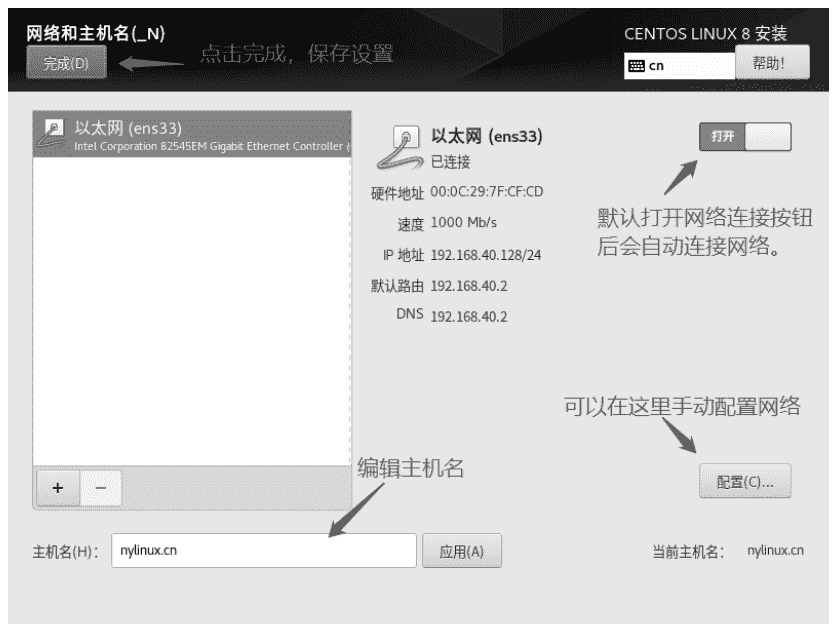 网络和主机名(_N)
CENTOS LINUX 8 安装
完成(D)
点击完成，保存设置
cn
帮助!
以太网 (ens33)
Intel Corporation 82545EM Gigabit Ethernet Controller (
以太网 (ens33)
已连接
打开
硬件地址 00:0C:29:7F:CF:CD
速度 1000 Mb/s
IP 地址 192.168.40.128/24
默认路由 192.168.40.2
DNS 192.168.40.2
默认打开网络连接按钮
后会自动连接网络。
可以在这里手动配置网络
编辑主机名
+ −
配置(C)...
主机名(H)： nylinux.cn
应用(A)
当前主机名： nylinux.cn